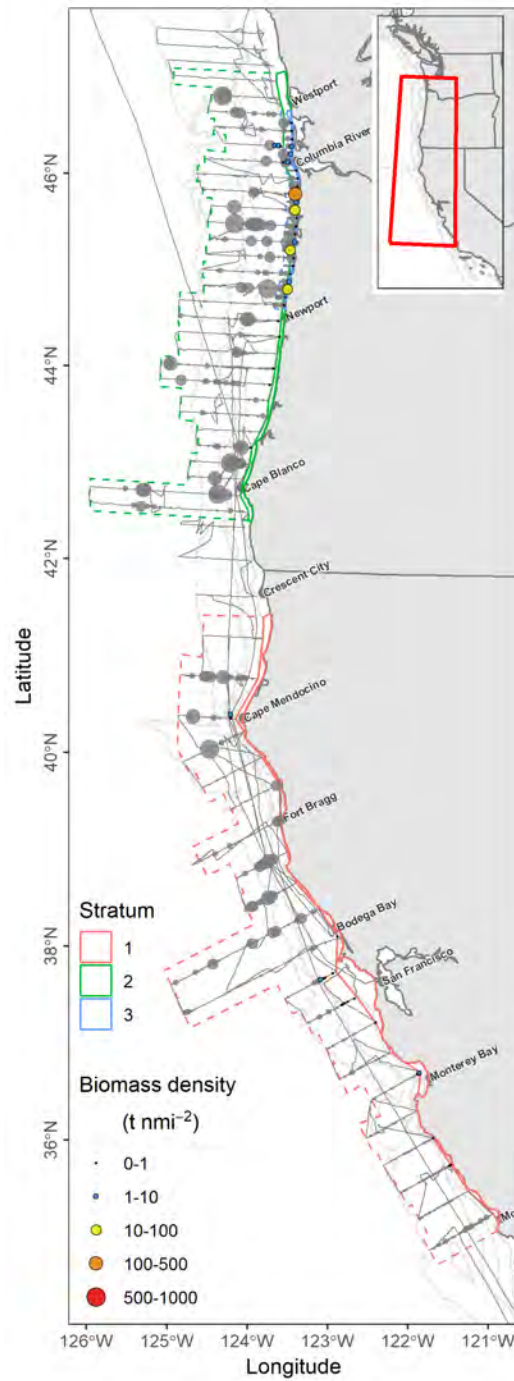 Westport
Columbia River
46°N
Newport
44°N
Cape Blanco
42°N
Crescent City
Latitude
Cape Mendocino
40°N
Fort Bragg
Stratum
1
2
3
Bodega Bay
38°N
San Francisco
Biomass density
(t nmi−2)
Monterey Bay
0-1
36°N
1-10
10-100
Mo
100-500
500-1000
126°W 125°W 124°W 123°W 122°W 121°W
Longitude